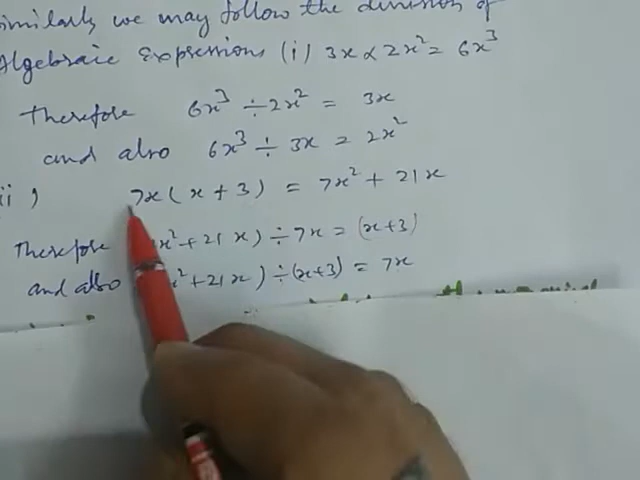 similarly we may follow the division of
Algebraic Expressions (i) 3x × 2x² = 6x³
Therefore 6x³ ÷ 2x² = 3x
and also 6x³ ÷ 3x = 2x²
ii) 7x(x + 3) = 7x² + 21x
Therefore x² + 21x) ÷ 7x = (x+3)
and also x² + 21x) ÷ (x+3) = 7x